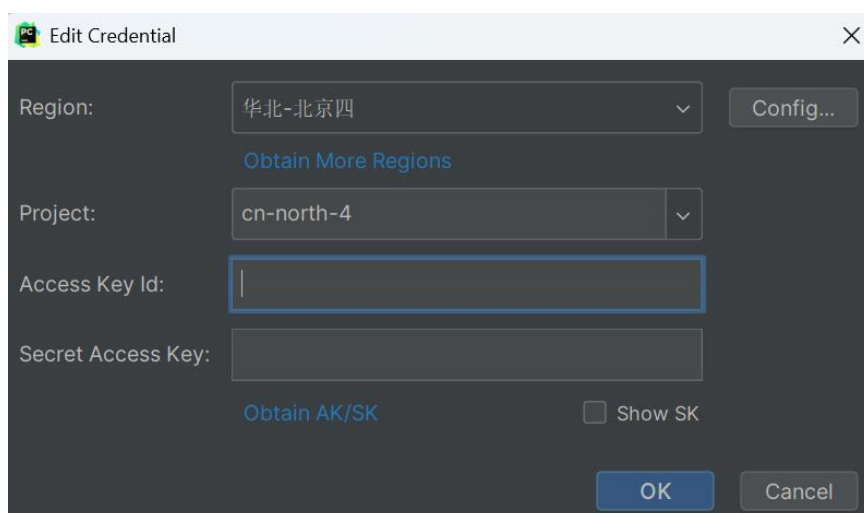 Edit Credential
Region: 华北-北京四 Config...
Obtain More Regions
Project: cn-north-4
Access Key Id:
Secret Access Key:
Obtain AK/SK Show SK
OK Cancel